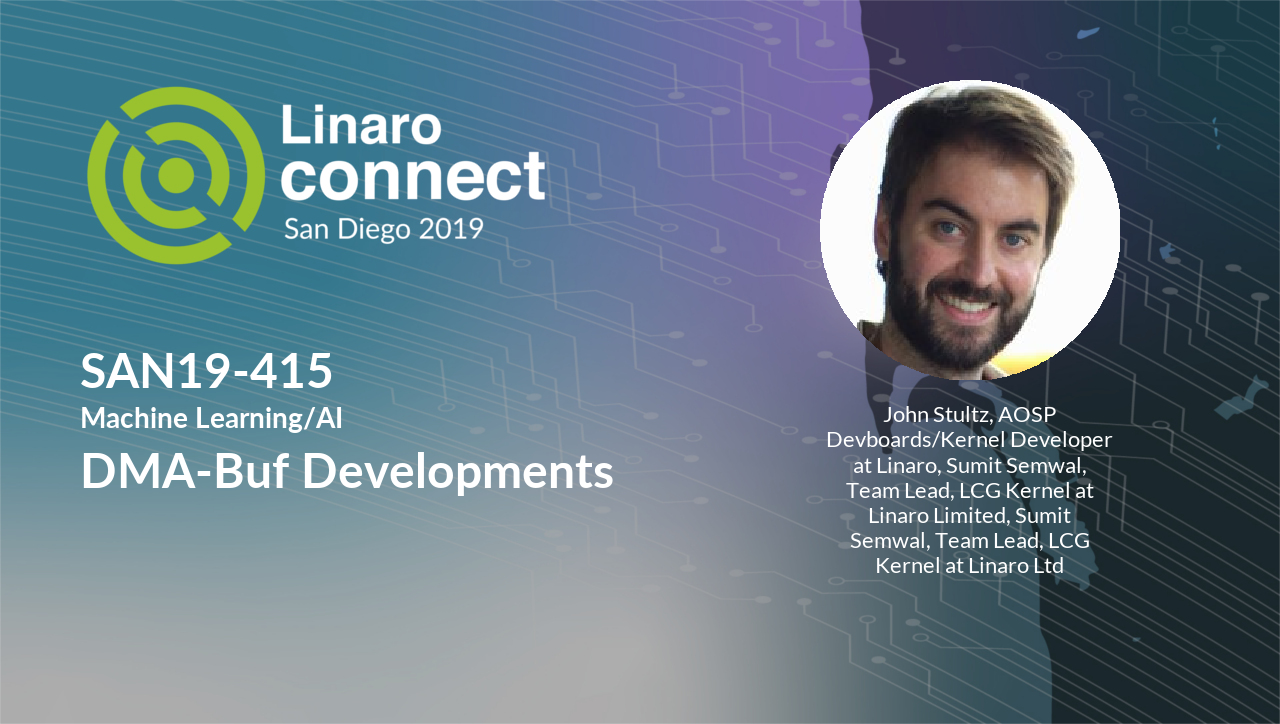 Linaro
connect
San Diego 2019
SAN19-415
Machine Learning/AI
DMA-Buf Developments
John Stultz, AOSP
Devboards/Kernel Developer
at Linaro, Sumit Semwal,
Team Lead, LCG Kernel at
Linaro Limited, Sumit
Semwal, Team Lead, LCG
Kernel at Linaro Ltd